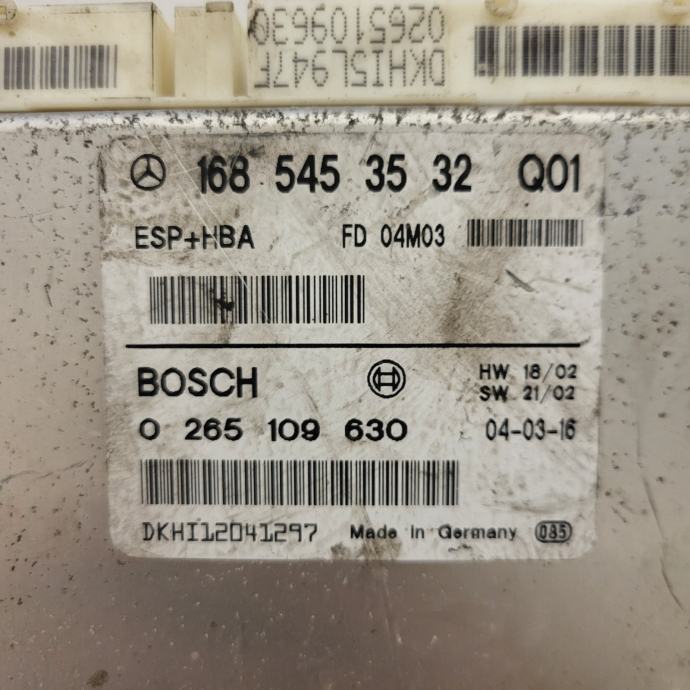 DKHI5L947F
0265109630
168 545 35 32 Q01
ESP+HBA FD 04M03
BOSCH HW 18/02
SW 21/02
0 265 109 630 04-03-16
DKHI12041297 Made in Germany 085